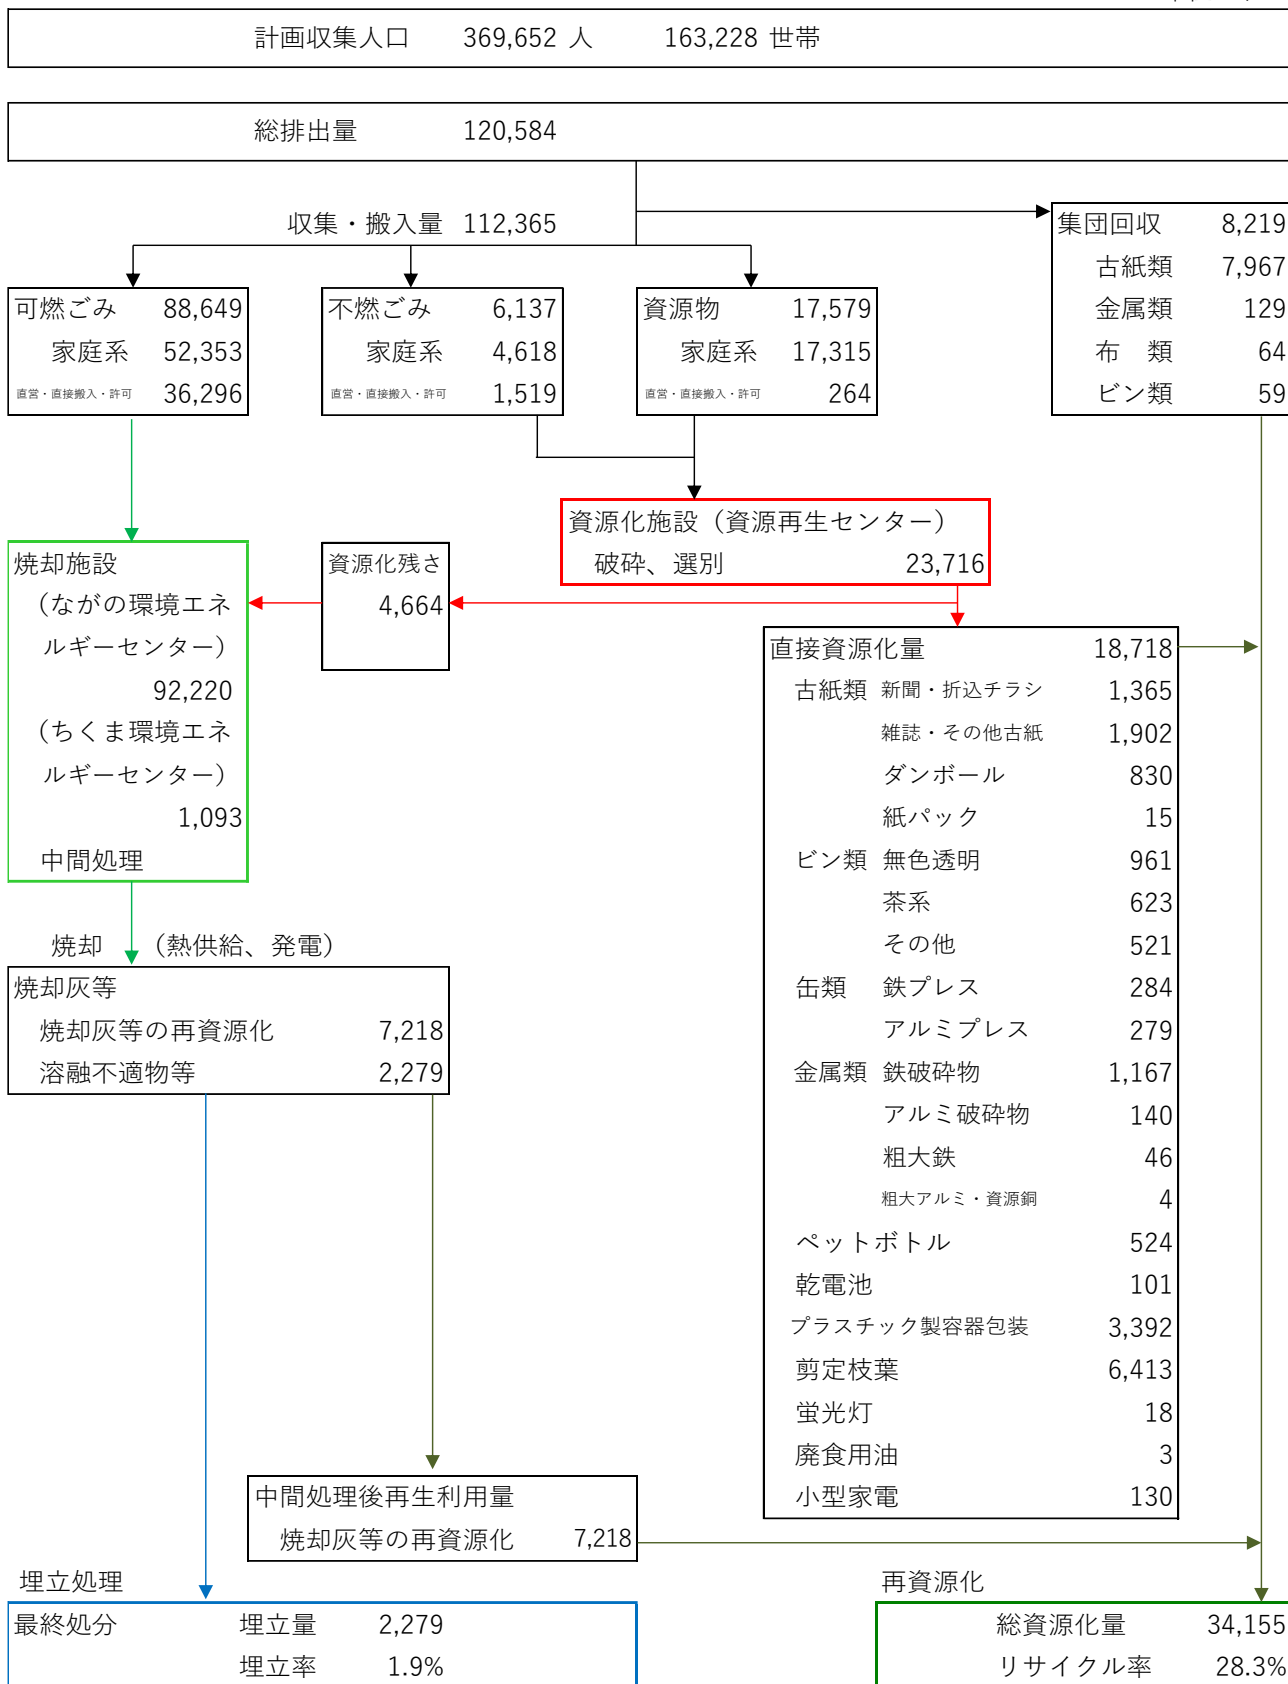 計画収集人口 369,652 人 163,228 世帯
総排出量 120,584
収集・搬入量 112,365
集団回収 8,219
古紙類 7,967
金属類 129
布 類 64
ビン類 59
可燃ごみ 88,649
家庭系 52,353
直営・直接搬入・許可 36,296
不燃ごみ 6,137
家庭系 4,618
直営・直接搬入・許可 1,519
資源物 17,579
家庭系 17,315
直営・直接搬入・許可 264
資源化施設（資源再生センター）
破砕、選別 23,716
焼却施設
（ながの環境エネ
ルギーセンター）
92,220
（ちくま環境エネ
ルギーセンター）
1,093
中間処理
資源化残さ
4,664
直接資源化量 18,718
古紙類 新聞・折込チラシ 1,365
雑誌・その他古紙 1,902
ダンボール 830
紙パック 15
ビン類 無色透明 961
茶系 623
その他 521
缶類 鉄プレス 284
アルミプレス 279
金属類 鉄破砕物 1,167
アルミ破砕物 140
粗大鉄 46
粗大アルミ・資源銅 4
ペットボトル 524
乾電池 101
プラスチック製容器包装 3,392
剪定枝葉 6,413
蛍光灯 18
廃食用油 3
小型家電 130
焼却 （熱供給、発電）
焼却灰等
焼却灰等の再資源化 7,218
溶融不適物等 2,279
中間処理後再生利用量
焼却灰等の再資源化 7,218
埋立処理
最終処分 埋立量 2,279
埋立率 1.9%
再資源化
総資源化量 34,155
リサイクル率 28.3%